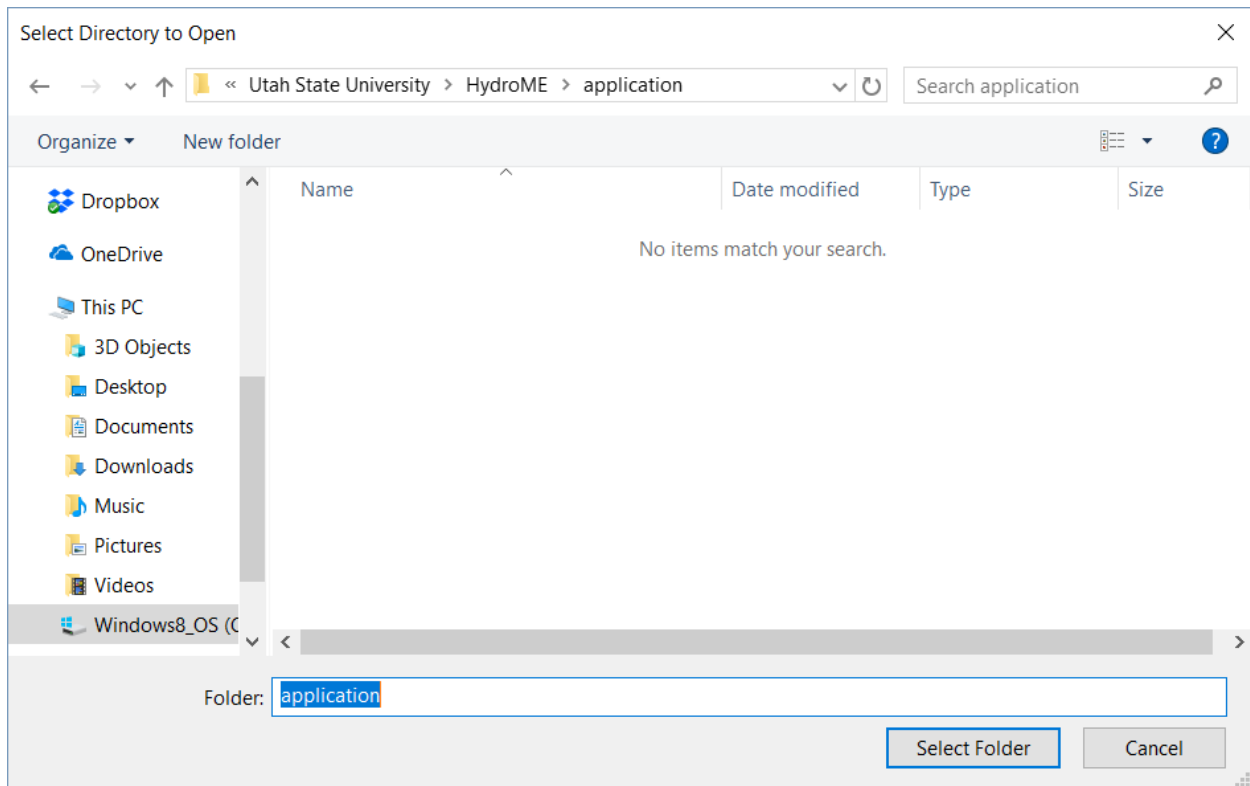 Select Directory to Open
« Utah State University > HydroME > application
Search application
Organize
New folder
?
Name
Date modified
Type
Size
No items match your search.
Dropbox
OneDrive
This PC
3D Objects
Desktop
Documents
Downloads
Music
Pictures
Videos
Windows8_OS (C
Folder: application
Select Folder
Cancel